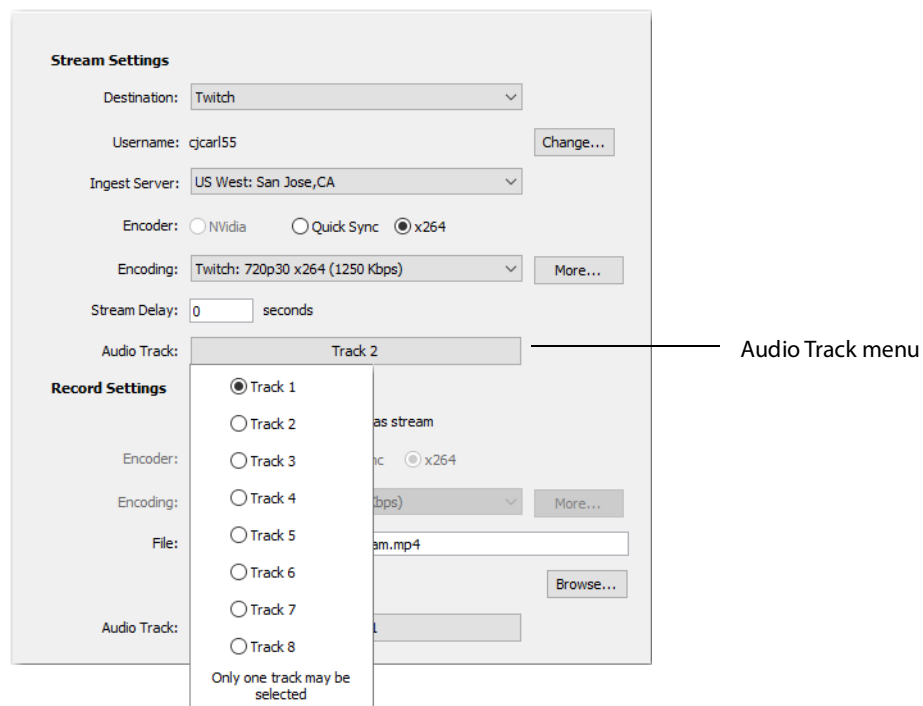 Stream Settings
Destination: Twitch
Username: cjcarl55 Change...
Ingest Server: US West: San Jose,CA
Encoder: NVidia Quick Sync x264
Encoding: Twitch: 720p30 x264 (1250 Kbps) More...
Stream Delay: 0 seconds
Audio Track: Track 2 Audio Track menu
Record Settings
Track 1
Track 2 as stream
Encoder: Track 3 x264
Encoding: Track 4 More...
Track 5
File: am.mp4
Track 6
Browse...
Track 7
Audio Track:
Track 8
Only one track may be
selected